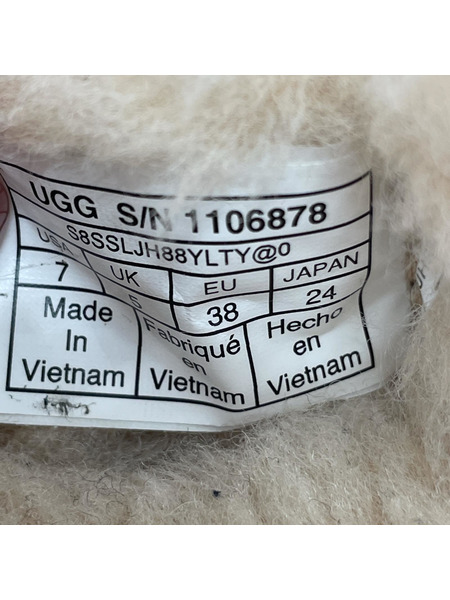 UGG S/N 1106878
S8SSLJH88YLTY@0
USA UK EU JAPAN
7 5 38 24
Made In Vietnam
Fabriqué en Vietnam
Hecho en Vietnam